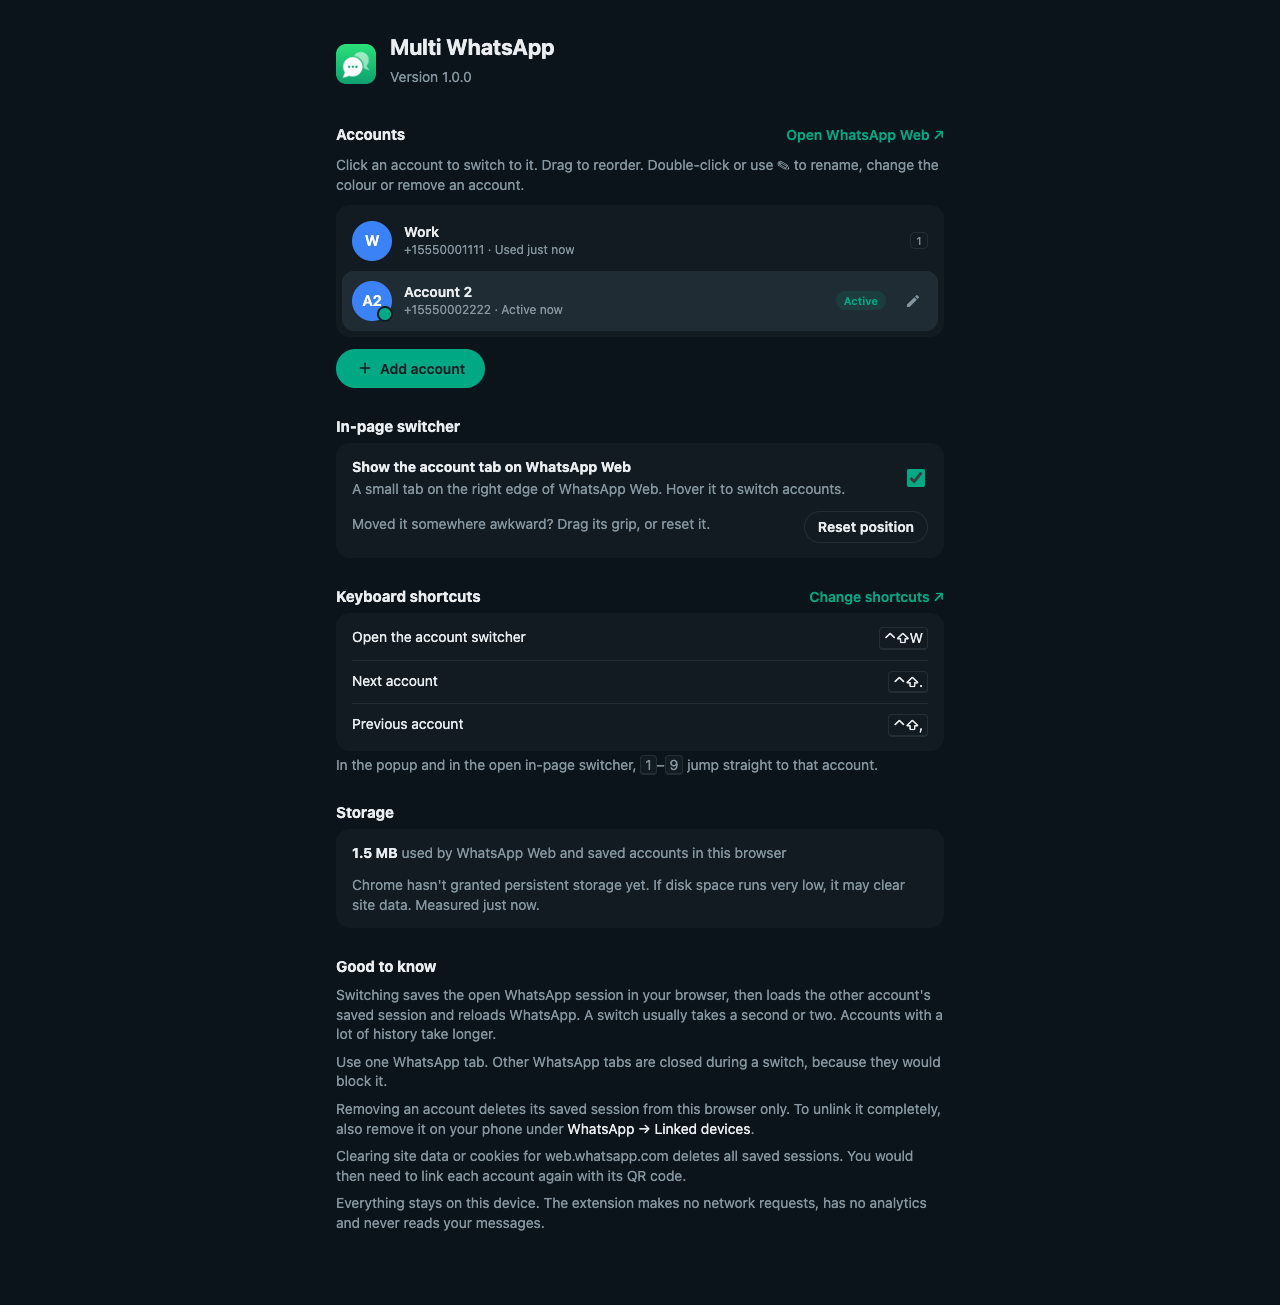 Multi WhatsApp
Version 1.0.0
Accounts
Open WhatsApp Web ↗
Click an account to switch to it. Drag to reorder. Double-click or use ✎ to rename, change the
colour or remove an account.
W
Work
+15550001111 · Used just now
1
A2
Account 2
+15550002222 · Active now
Active
+ Add account
In-page switcher
Show the account tab on WhatsApp Web
A small tab on the right edge of WhatsApp Web. Hover it to switch accounts.
Moved it somewhere awkward? Drag its grip, or reset it.
Reset position
Keyboard shortcuts
Change shortcuts ↗
Open the account switcher
^⇧W
Next account
^⇧.
Previous account
^⇧,
In the popup and in the open in-page switcher, 1–9 jump straight to that account.
Storage
1.5 MB used by WhatsApp Web and saved accounts in this browser
Chrome hasn't granted persistent storage yet. If disk space runs very low, it may clear
site data. Measured just now.
Good to know
Switching saves the open WhatsApp session in your browser, then loads the other account's
saved session and reloads WhatsApp. A switch usually takes a second or two. Accounts with a
lot of history take longer.
Use one WhatsApp tab. Other WhatsApp tabs are closed during a switch, because they would
block it.
Removing an account deletes its saved session from this browser only. To unlink it completely,
also remove it on your phone under WhatsApp → Linked devices.
Clearing site data or cookies for web.whatsapp.com deletes all saved sessions. You would
then need to link each account again with its QR code.
Everything stays on this device. The extension makes no network requests, has no analytics
and never reads your messages.